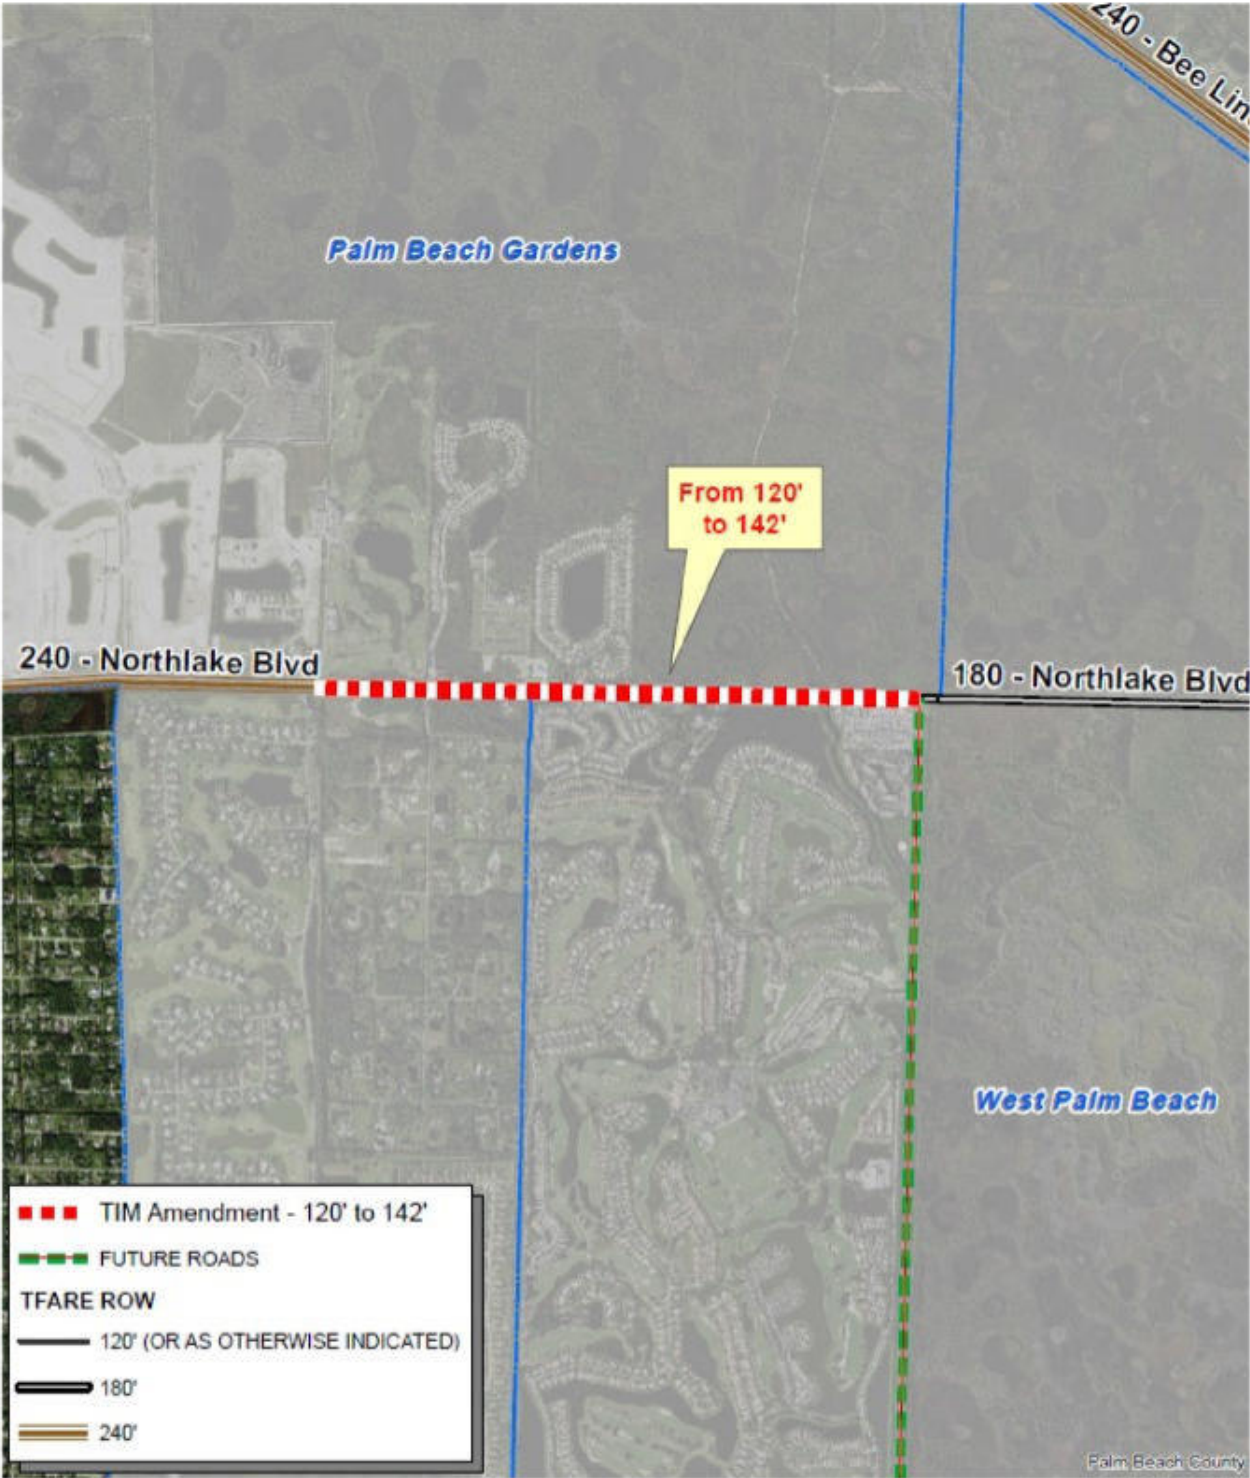 240 - Bee Lin
Palm Beach Gardens
From 120'
to 142'
240 - Northlake Blvd
180 - Northlake Blvd
West Palm Beach
TIM Amendment - 120' to 142'
FUTURE ROADS
TFARE ROW
120' (OR AS OTHERWISE INDICATED)
180'
240'
Palm Beach County